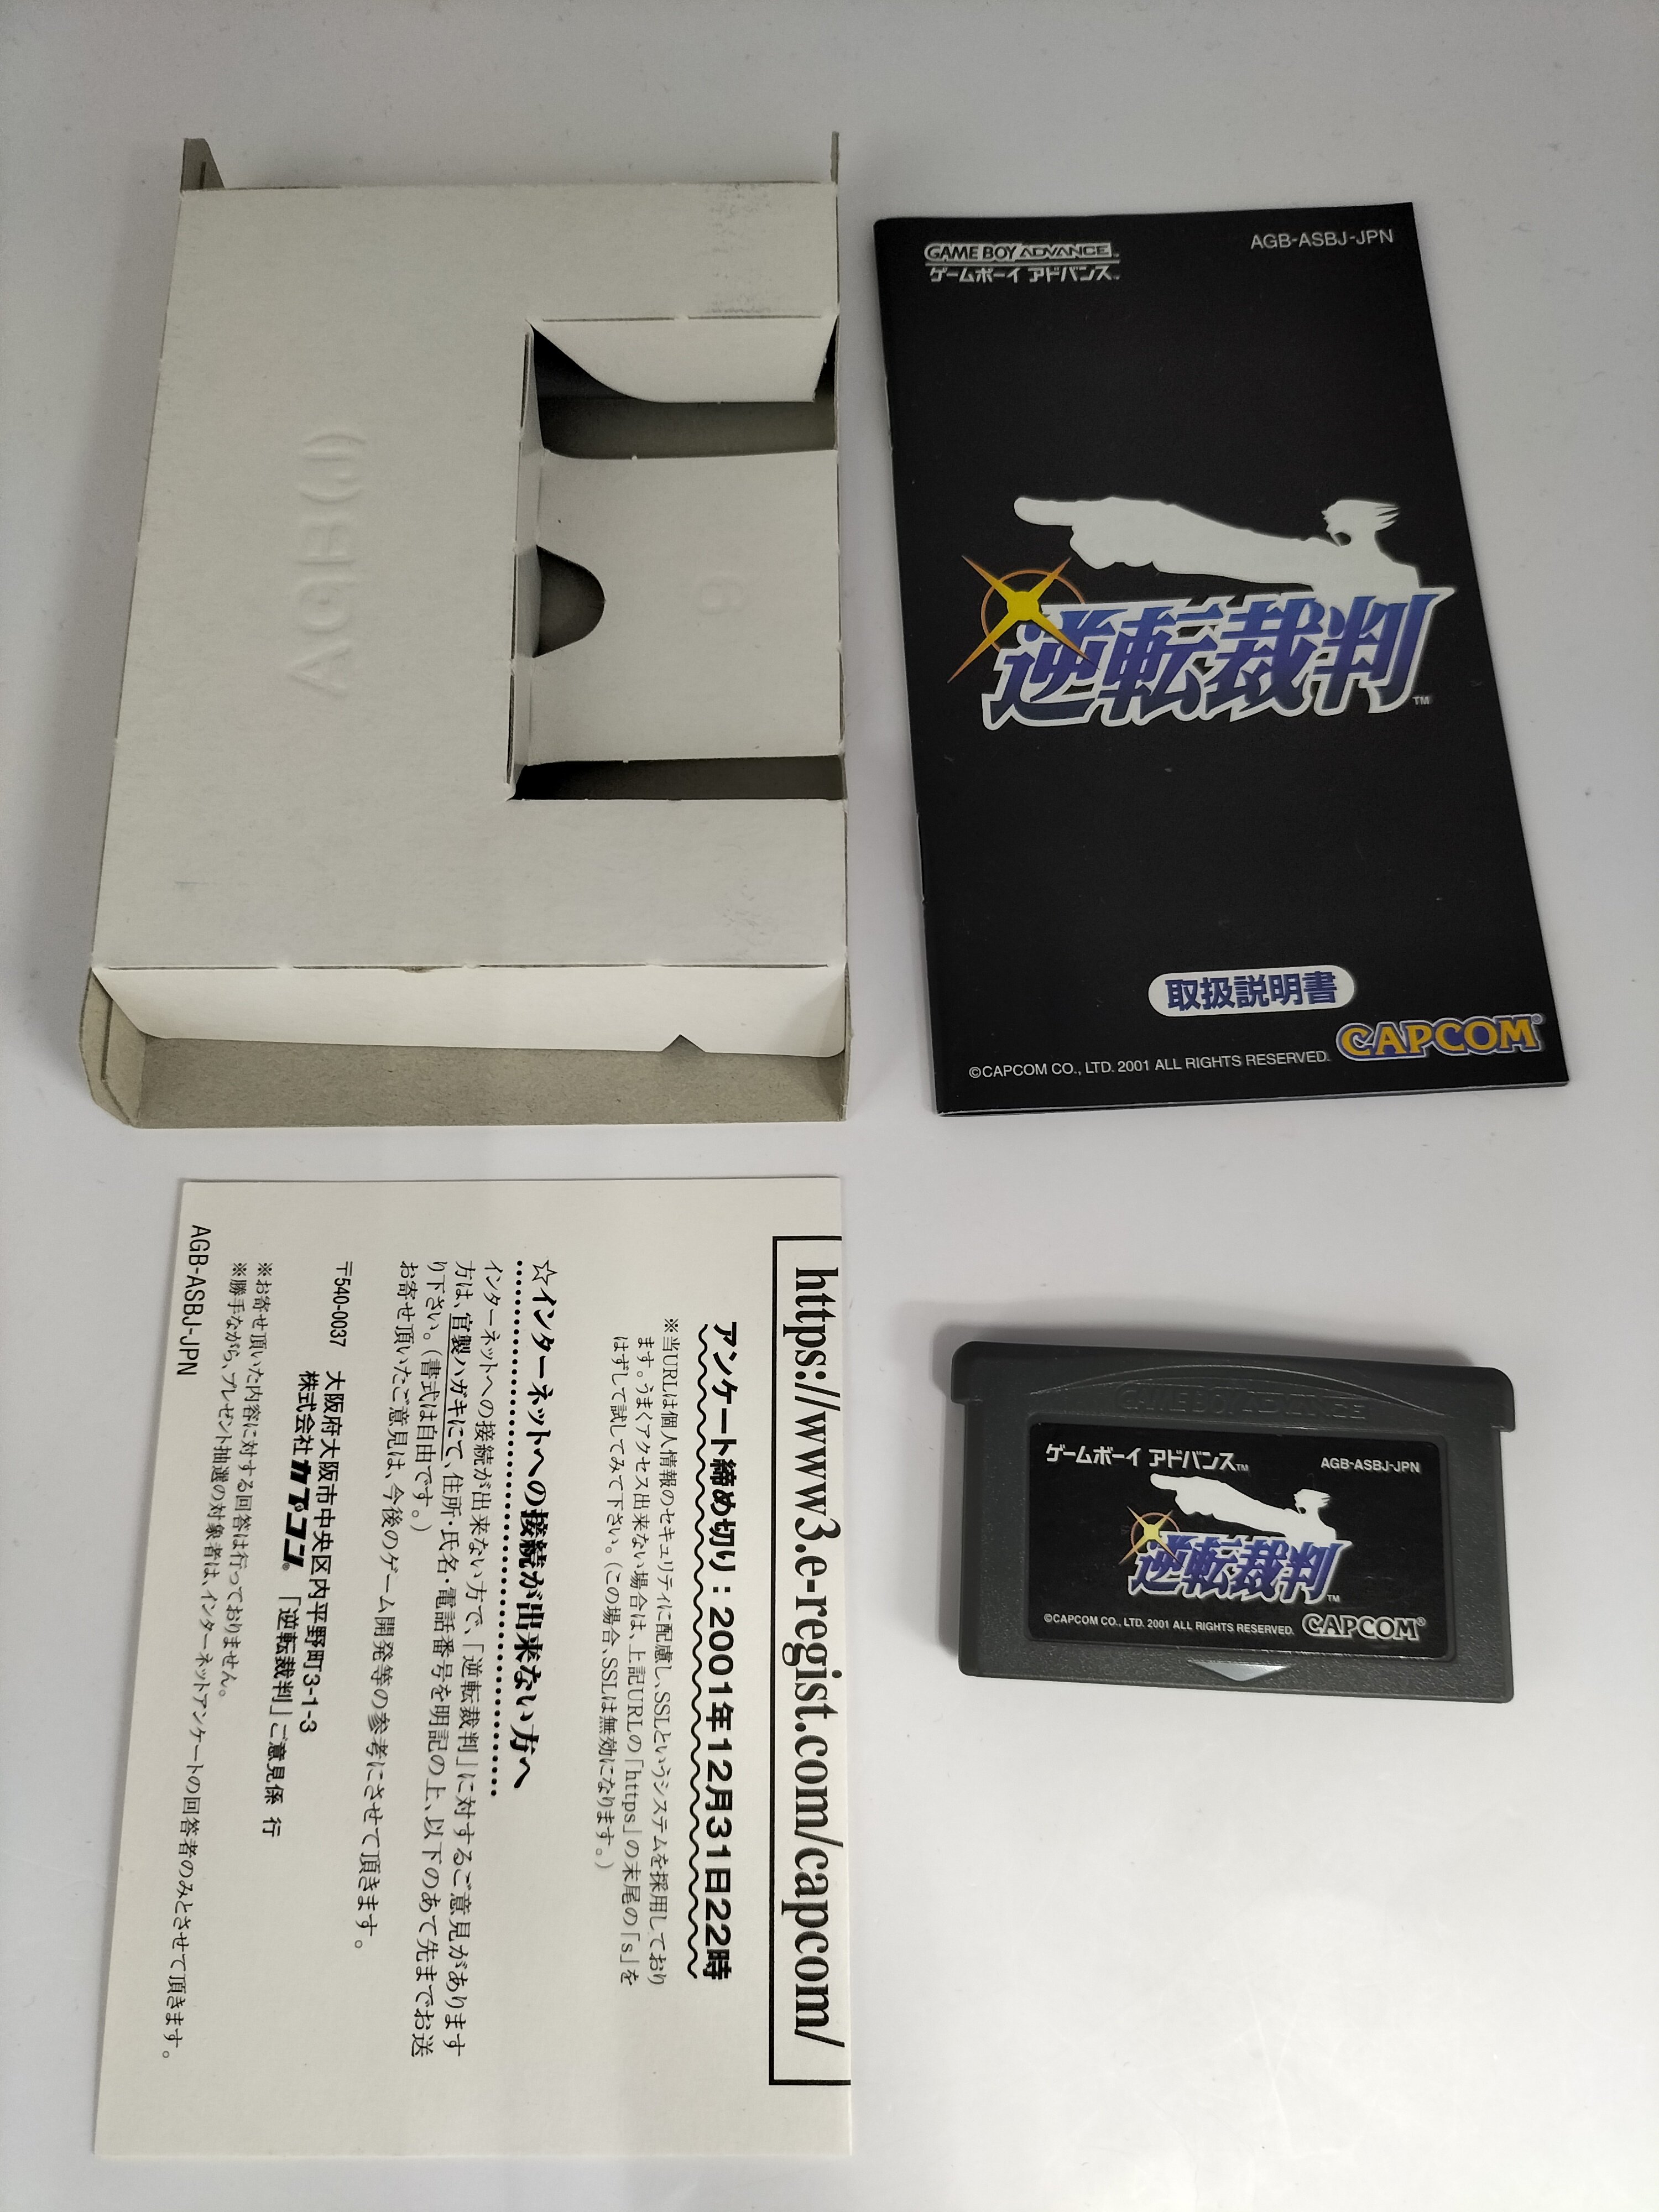 AGB(J)
6
GAME BOY ADVANCE
AGB-ASBJ-JPN
ゲームボーイ アドバンス™
逆転裁判™
取扱説明書
CAPCOM®
©CAPCOM CO., LTD. 2001 ALL RIGHTS RESERVED.
https://www3.e-regist.com/capcom/
アンケート締め切り：2001年12月31日22時
※当URLは個人情報のセキュリティに配慮し、SSLというシステムを採用しており
ます。うまくアクセス出来ない場合は、上記URLの「https」の末尾の「s」を
はずして試してみて下さい。（この場合、SSLは無効になります。）
☆インターネットへの接続が出来ない方へ
インターネットへの接続が出来ない方で、「逆転裁判」に対するご意見があります
方は、官製ハガキにて、住所・氏名・電話番号を明記の上、以下のあて先までお送
り下さい。（書式は自由です。）
お寄せ頂いたご意見は、今後のゲーム開発等の参考にさせて頂きます。
〒540-0037 大阪府大阪市中央区内平野町3-1-3
株式会社カプコン® 「逆転裁判」ご意見係 行
※お寄せ頂いた内容に対する回答は行っておりません。
※勝手ながら、プレゼント抽選の対象者は、インターネットアンケートの回答者のみとさせて頂きます。
AGB-ASBJ-JPN
GAME BOY ADVANCE
ゲームボーイ アドバンス™
AGB-ASBJ-JPN
逆転裁判™
©CAPCOM CO., LTD. 2001 ALL RIGHTS RESERVED.
CAPCOM®